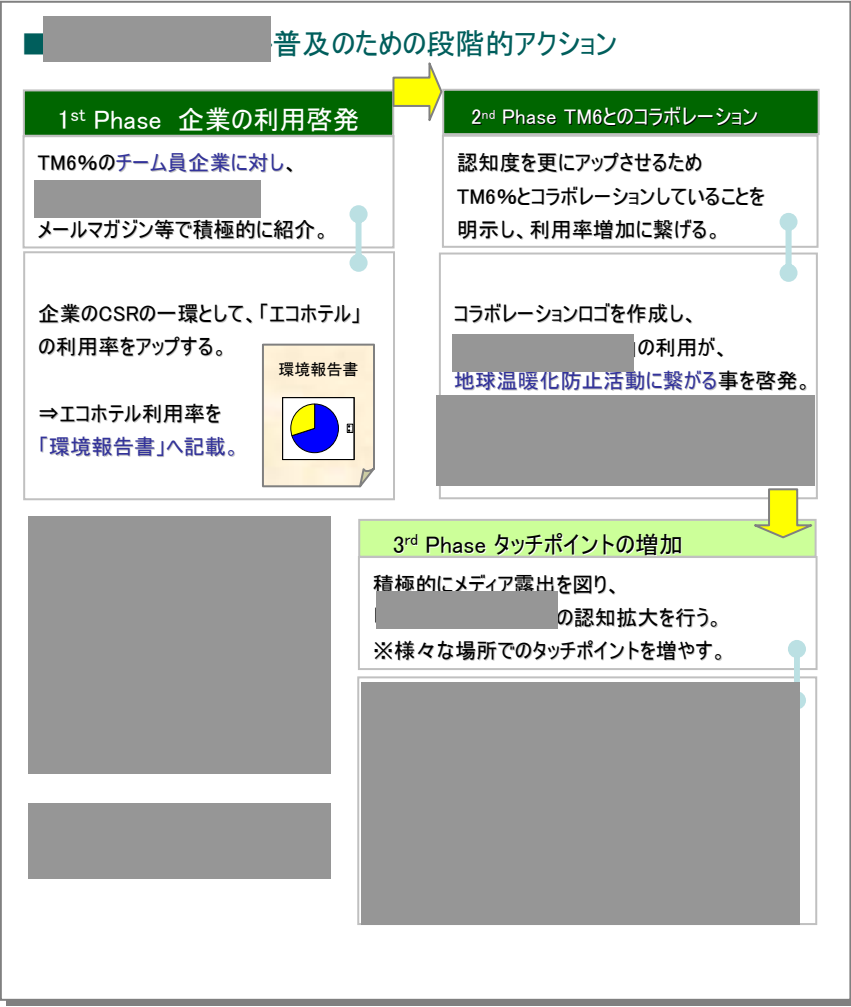 ■普及のための段階的アクション
1st Phase 企業の利用啓発
TM6%のチーム員企業に対し、
メールマガジン等で積極的に紹介。
企業のCSRの一環として、「エコホテル」
の利用率をアップする。
環境報告書
⇒エコホテル利用率を
「環境報告書」へ記載。
2nd Phase TM6とのコラボレーション
認知度を更にアップさせるため
TM6%とコラボレーションしていることを
明示し、利用率増加に繋げる。
コラボレーションロゴを作成し、
の利用が、
地球温暖化防止活動に繋がる事を啓発。
3rd Phase タッチポイントの増加
積極的にメディア露出を図り、
の認知拡大を行う。
※様々な場所でのタッチポイントを増やす。